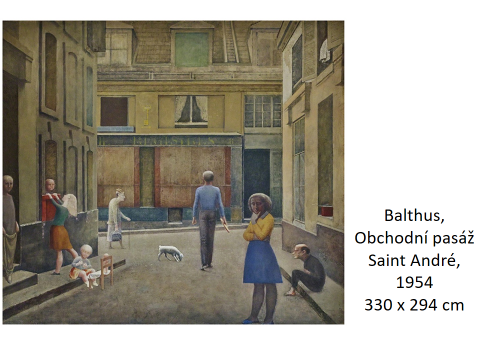 Balthus,
Obchodní pasáž
Saint André,
1954
330 x 294 cm